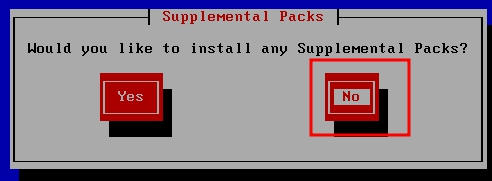 Supplemental Packs
Would you like to install any Supplemental Packs?
Yes No